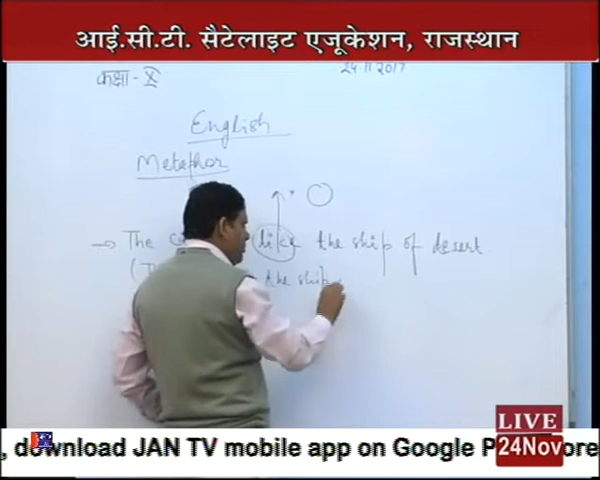 आई.सी.टी. सैटेलाइट एजूकेशन, राजस्थान
कक्षा - X
24.11.2017
English
Metaphor
→ The like the ship of desert
( the ship
LIVE
, download JAN TV mobile app on Google
24Nov